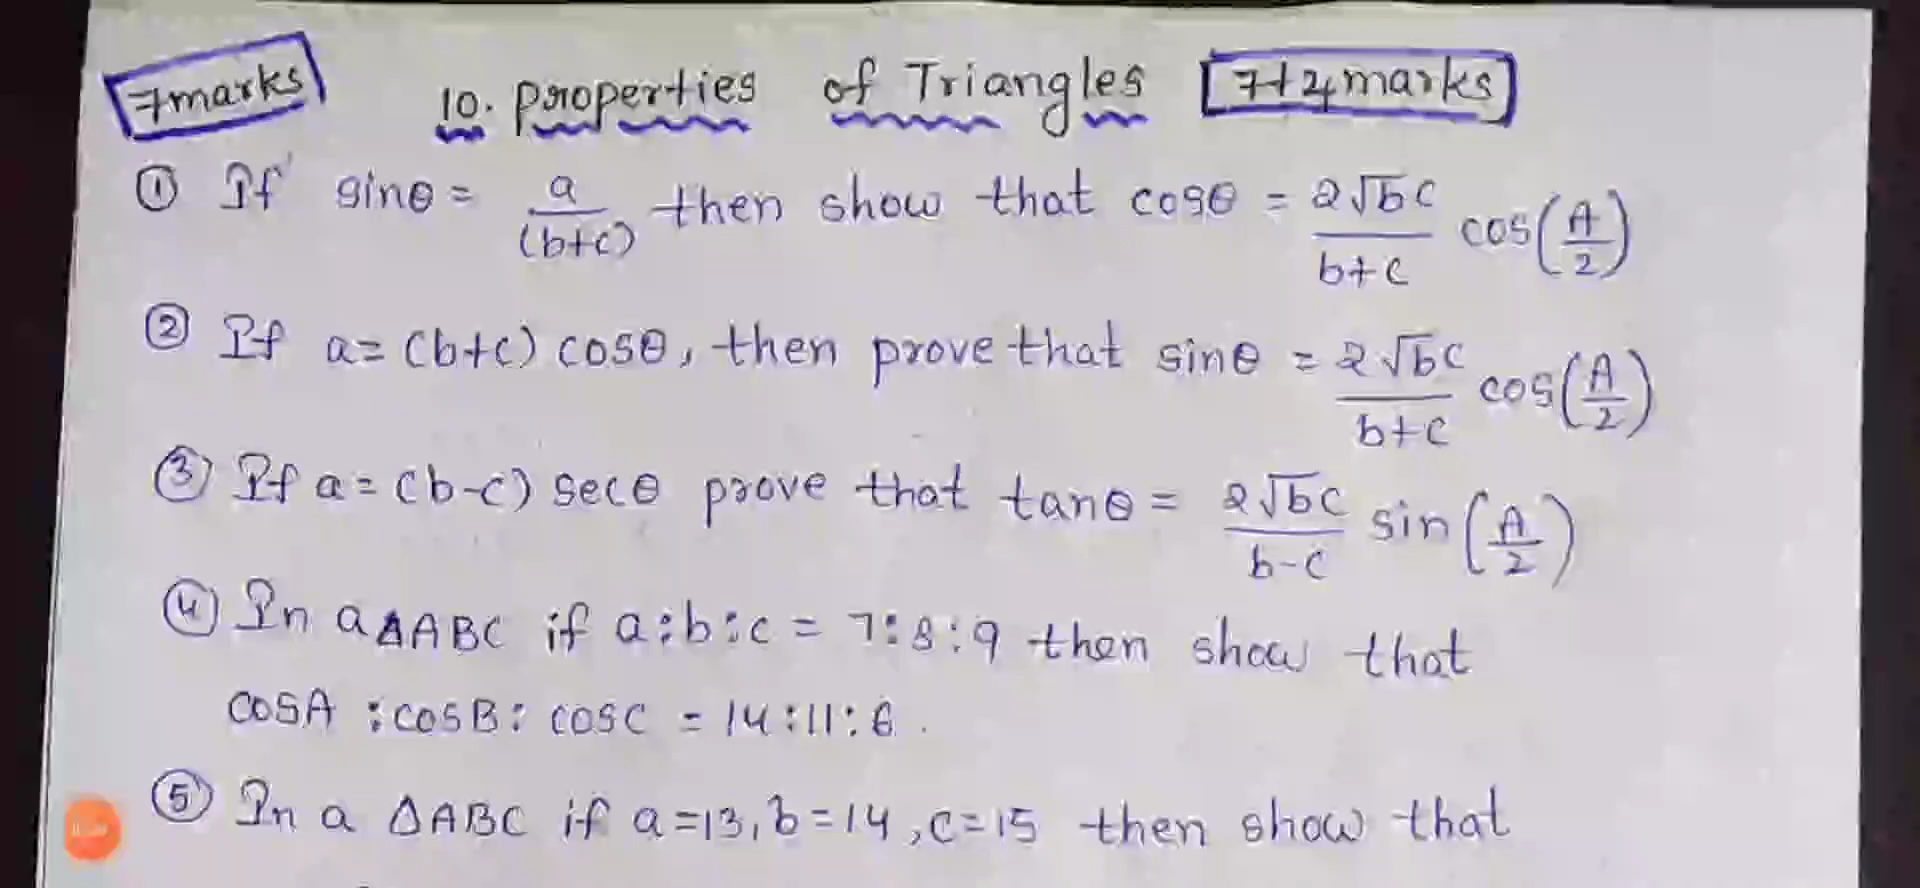 7marks
10. Properties of Triangles
7+4marks
① If sinθ = a/(b+c) then show that cosθ = 2√bc/b+c cos(A/2)
② If a=(b+c) cosθ, then prove that sinθ = 2√bc/b+c cos(A/2)
③ If a=(b-c) secθ prove that tanθ = 2√bc/b-c sin(A/2)
④ In a ΔABC if a:b:c = 7:8:9 then show that
cosA : cosB : cosC = 14:11:6.
⑤ In a ΔABC if a=13, b=14, c=15 then show that